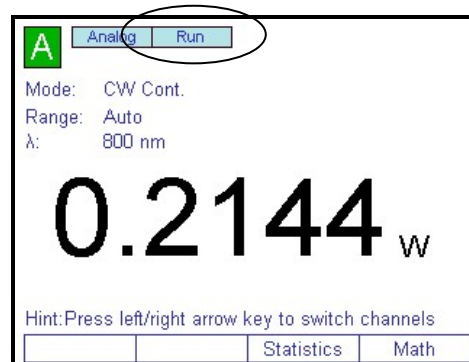 A Analog Run
Mode: CW Cont.
Range: Auto
λ: 800 nm
0.2144 W
Hint:Press left/right arrow key to switch channels
Statistics Math